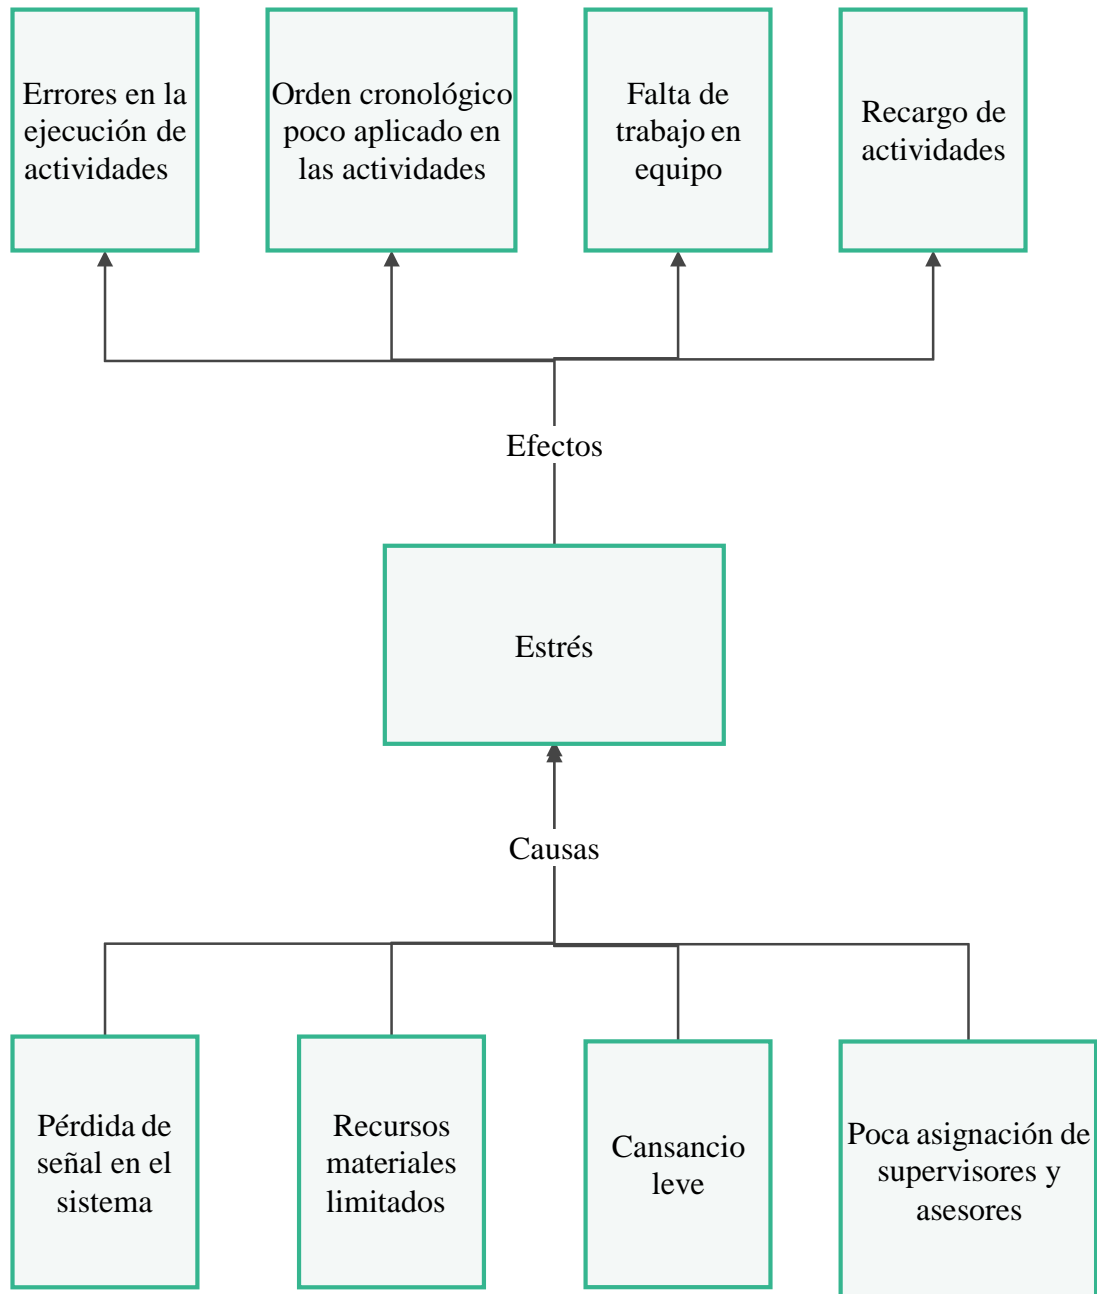 Errores en la
ejecución de
actividades
Orden cronológico
poco aplicado en
las actividades
Falta de
trabajo en
equipo
Recargo de
actividades
Efectos
Estrés
Causas
Pérdida de
señal en el
sistema
Recursos
materiales
limitados
Cansancio
leve
Poca asignación de
supervisores y
asesores